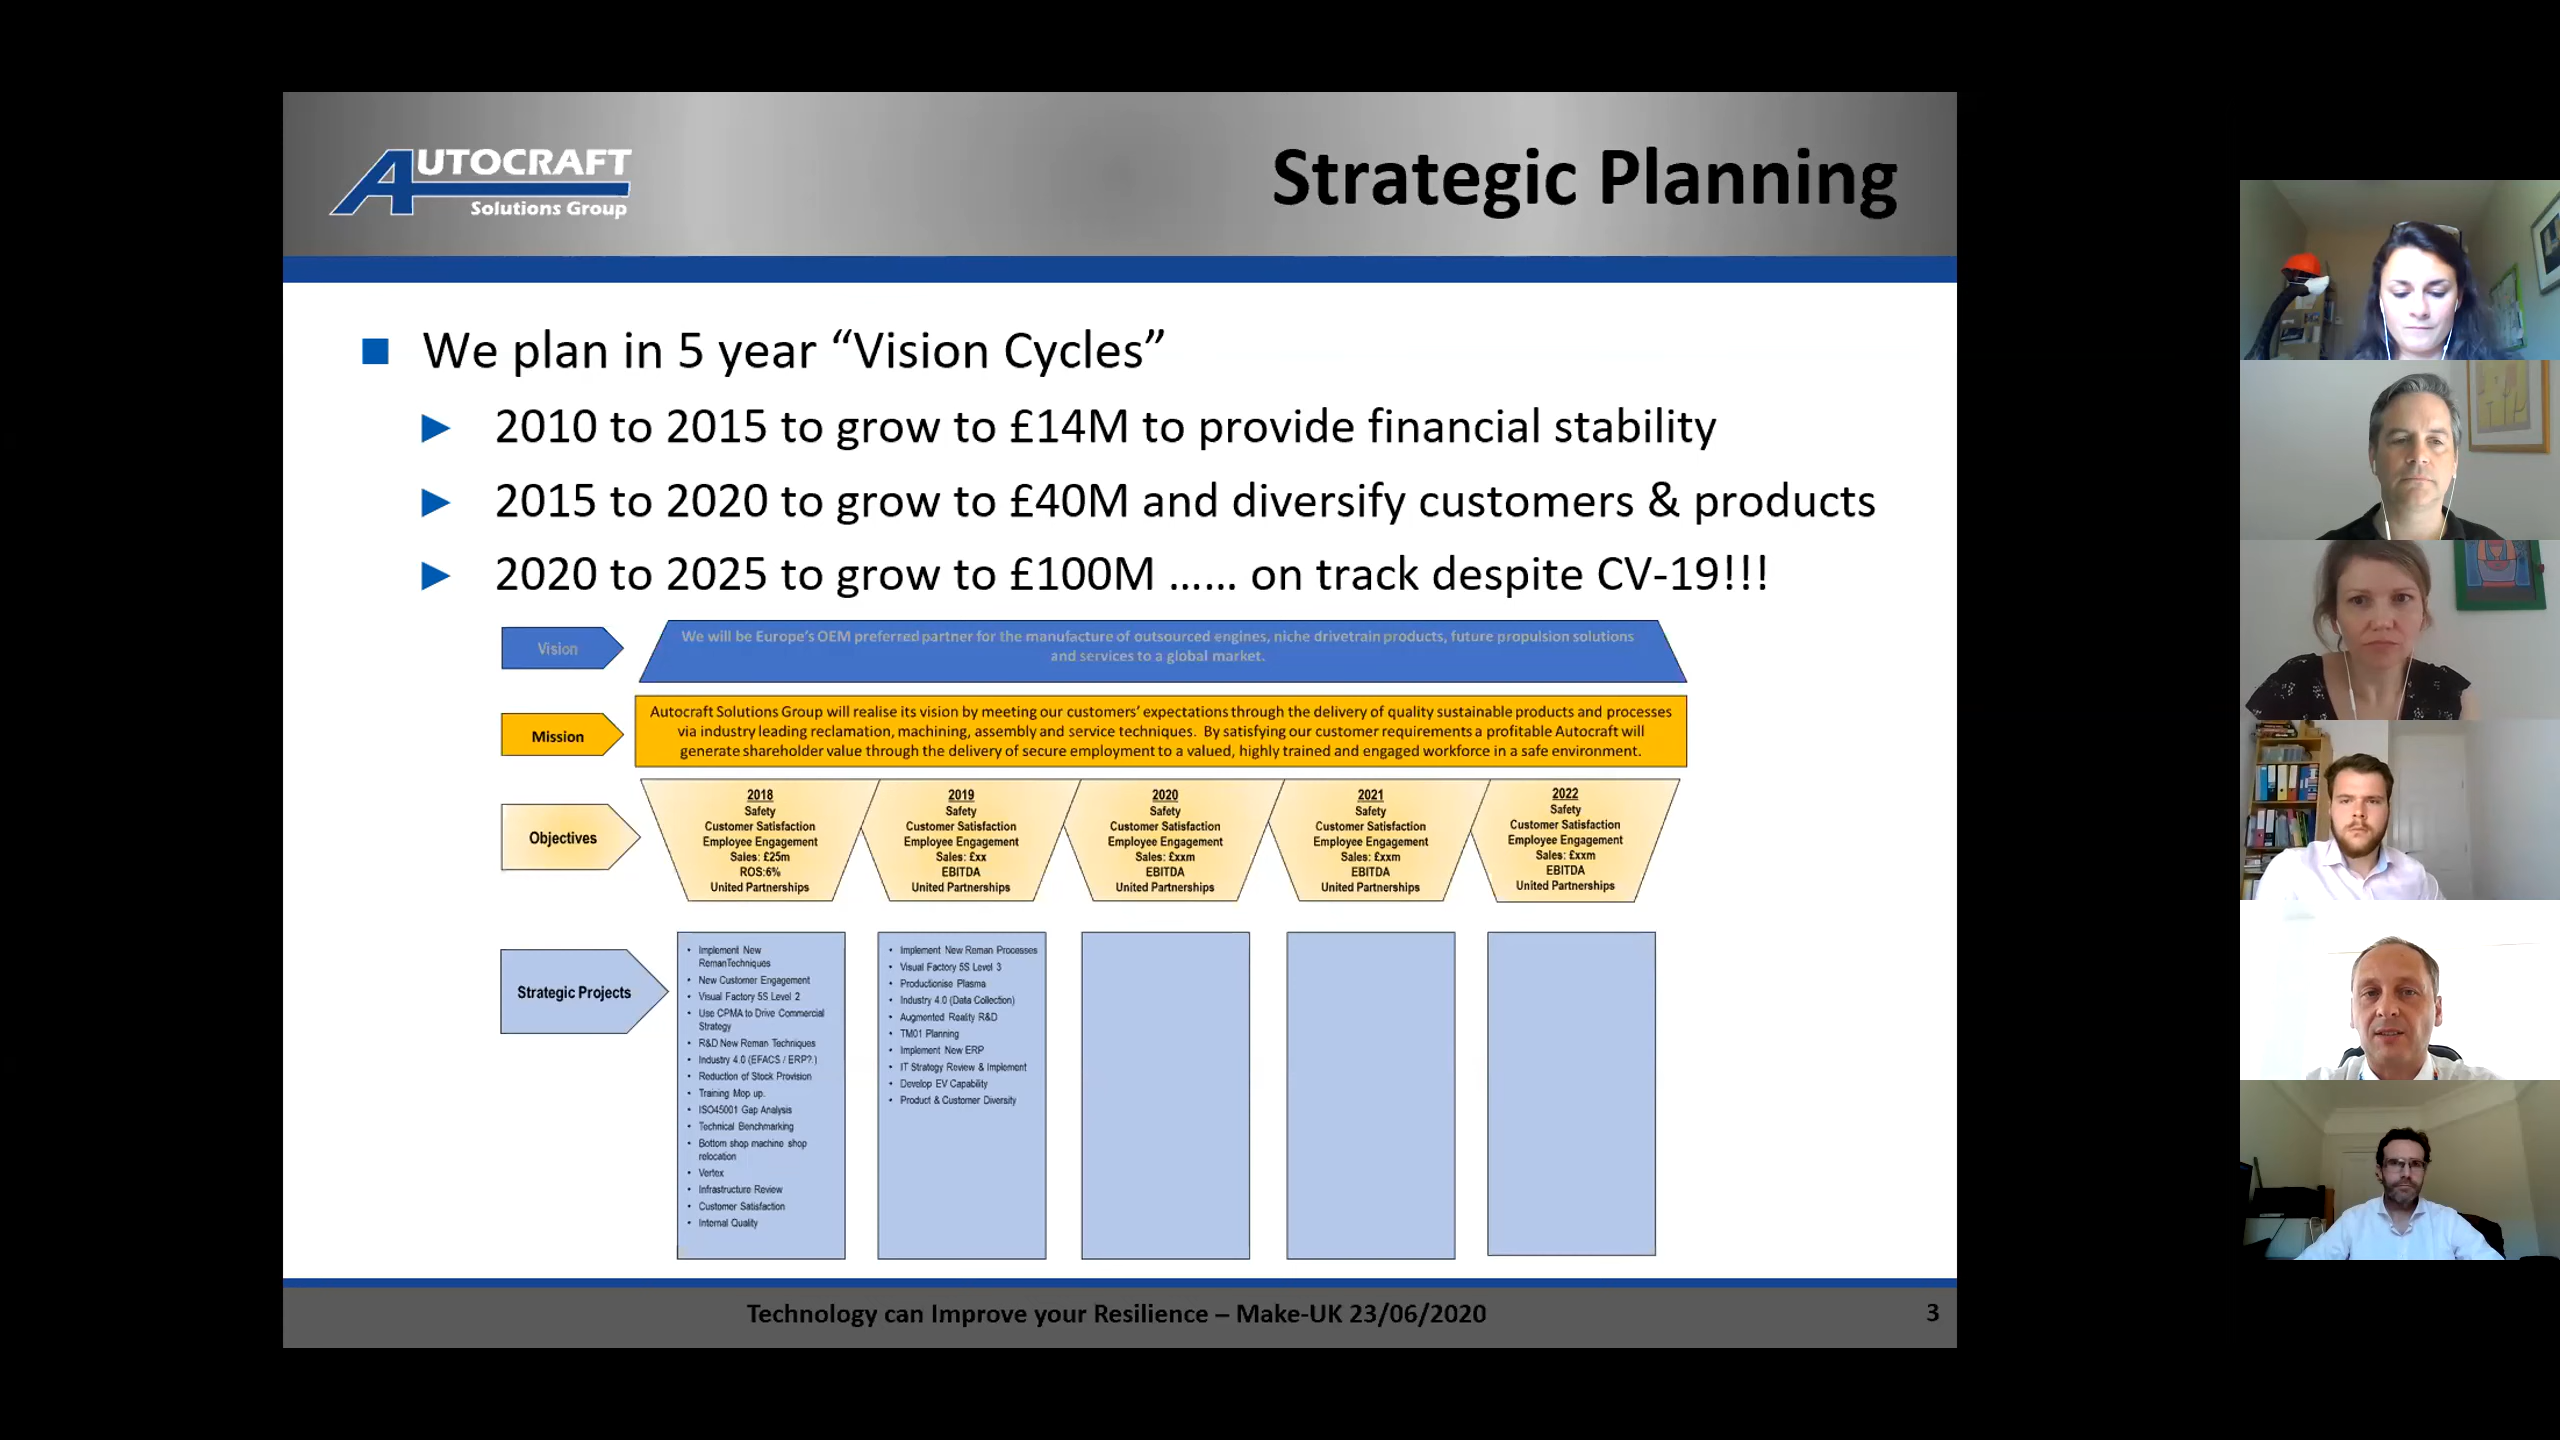 AUTOCRAFT
Solutions Group
Strategic Planning
We plan in 5 year “Vision Cycles”
2010 to 2015 to grow to £14M to provide financial stability
2015 to 2020 to grow to £40M and diversify customers & products
2020 to 2025 to grow to £100M …… on track despite CV-19!!!
Vision
We will be Europe's OEM preferred partner for the manufacture of outsourced engines, niche drivetrain products, future propulsion solutions
and services to a global market.
Mission
Autocraft Solutions Group will realise its vision by meeting our customers' expectations through the delivery of quality sustainable products and processes
via industry leading reclamation, machining, assembly and service techniques. By satisfying our customer requirements a profitable Autocraft will
generate shareholder value through the delivery of secure employment to a valued, highly trained and engaged workforce in a safe environment.
Objectives
2018
Safety
Customer Satisfaction
Employee Engagement
Sales: £25m
ROS:6%
United Partnerships
2019
Safety
Customer Satisfaction
Employee Engagement
Sales: £xx
EBITDA
United Partnerships
2020
Safety
Customer Satisfaction
Employee Engagement
Sales: £xxm
EBITDA
United Partnerships
2021
Safety
Customer Satisfaction
Employee Engagement
Sales: £xxm
EBITDA
United Partnerships
2022
Safety
Customer Satisfaction
Employee Engagement
Sales: £xxm
EBITDA
United Partnerships
Strategic Projects
• Implement New
RemanTechniques
• New Customer Engagement
• Visual Factory 5S Level 2
• Use CPMA to Drive Commercial
Strategy
• R&D New Reman Techniques
• Industry 4.0 (EFACS / ERP?)
• Reduction of Stock Provision
• Training Mop up.
• ISO45001 Gap Analysis
• Technical Benchmarking
• Bottom shop machine shop
relocation
• Vertex
• Infrastructure Review
• Customer Satisfaction
• Internal Quality
• Implement New Reman Processes
• Visual Factory 5S Level 3
• Productionise Plasma
• Industry 4.0 (Data Collection)
• Augmented Reality R&D
• TM01 Planning
• Implement New ERP
• IT Strategy Review & Implement
• Develop EV Capability
• Product & Customer Diversity
Technology can Improve your Resilience – Make-UK 23/06/2020
3